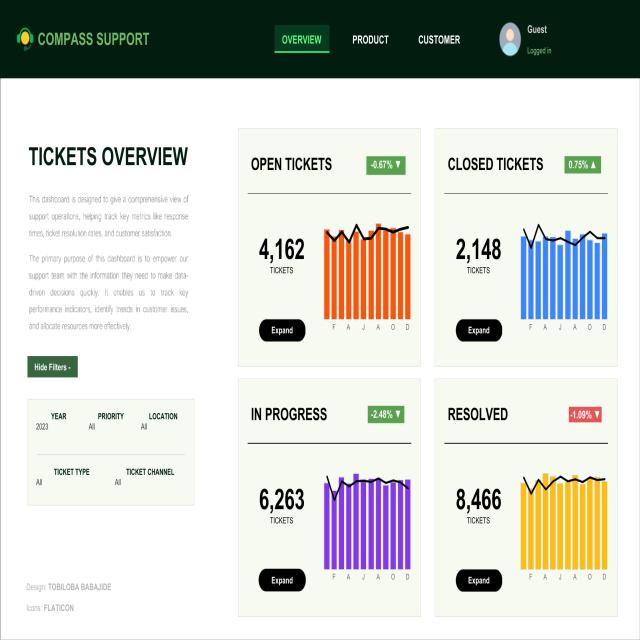 COMPASS SUPPORT
OVERVIEW
PRODUCT
CUSTOMER
Guest
Logged in
TICKETS OVERVIEW
This dashboard is designed to give a comprehensive view of
support operations, helping track key metrics like response
times, ticket resolution rates, and customer satisfaction.
The primary purpose of this dashboard is to empower our
support team with the information they need to make data-
driven decisions quickly. It enables us to track key
performance indicators, identify trends in customer issues,
and allocate resources more effectively.
Hide Filters -
YEAR PRIORITY LOCATION
2023 All All
TICKET TYPE TICKET CHANNEL
All All
Design: TOBILOBA BABAJIDE
Icons: FLATICON
OPEN TICKETS -0.67% ▼
4,162
TICKETS
Expand
F A J A O D
CLOSED TICKETS 0.75% ▲
2,148
TICKETS
Expand
F A J A O D
IN PROGRESS -2.48% ▼
6,263
TICKETS
Expand
F A J A O D
RESOLVED -1.09% ▼
8,466
TICKETS
Expand
F A J A O D